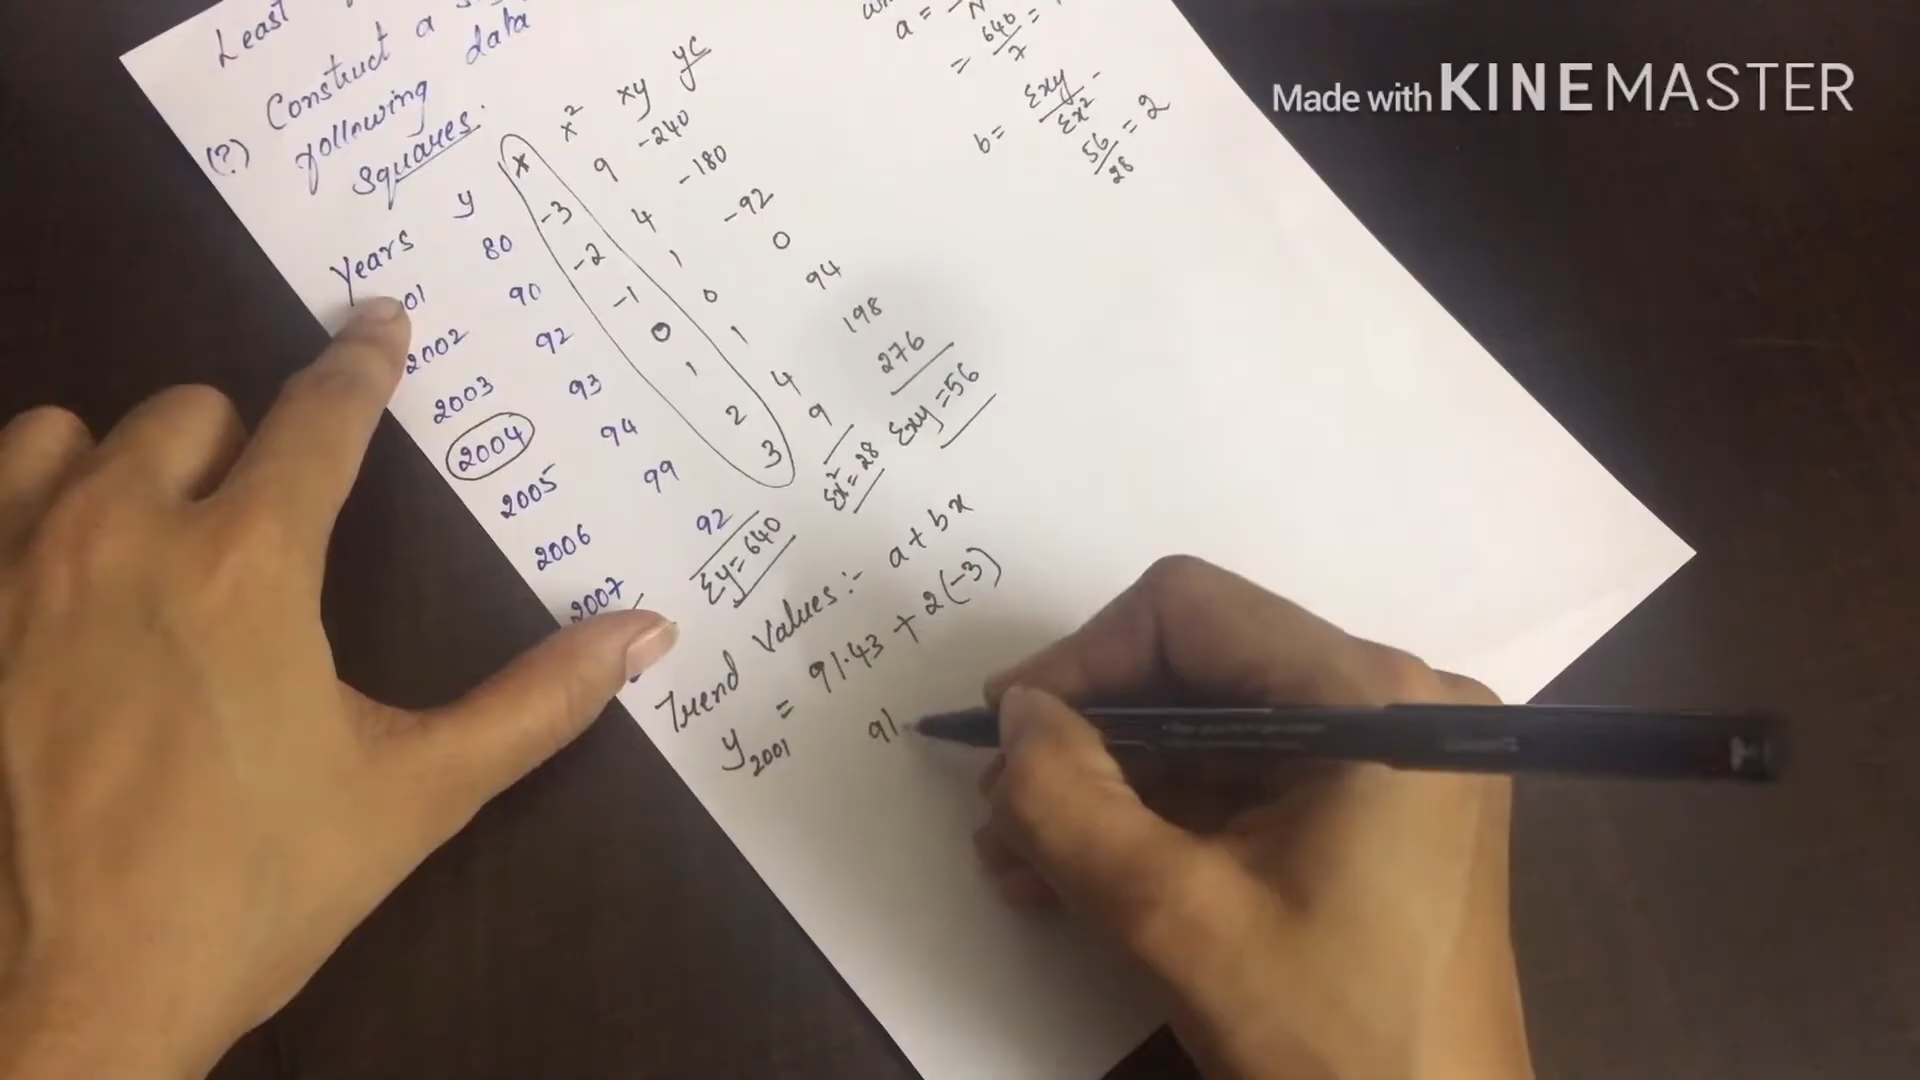 Least
Construct a
(?) following data
squares.
Years y x x² xy yc
01 80 -3 9 -240
2002 90 -2 4 -180
2003 92 -1 1 -92
2004 93 0 0 0
2005 94 1 1 94
2006 99 2 4 198
2007 92 3 9 276
Σy=640 Σx²=28 Σxy=56
Trend Values:- a+bx
y2001 = 91.43 + 2(-3)
91.
a =
N
= 640/7 =
b = Σxy/Σx²
56/28 = 2
Made with KINEMASTER